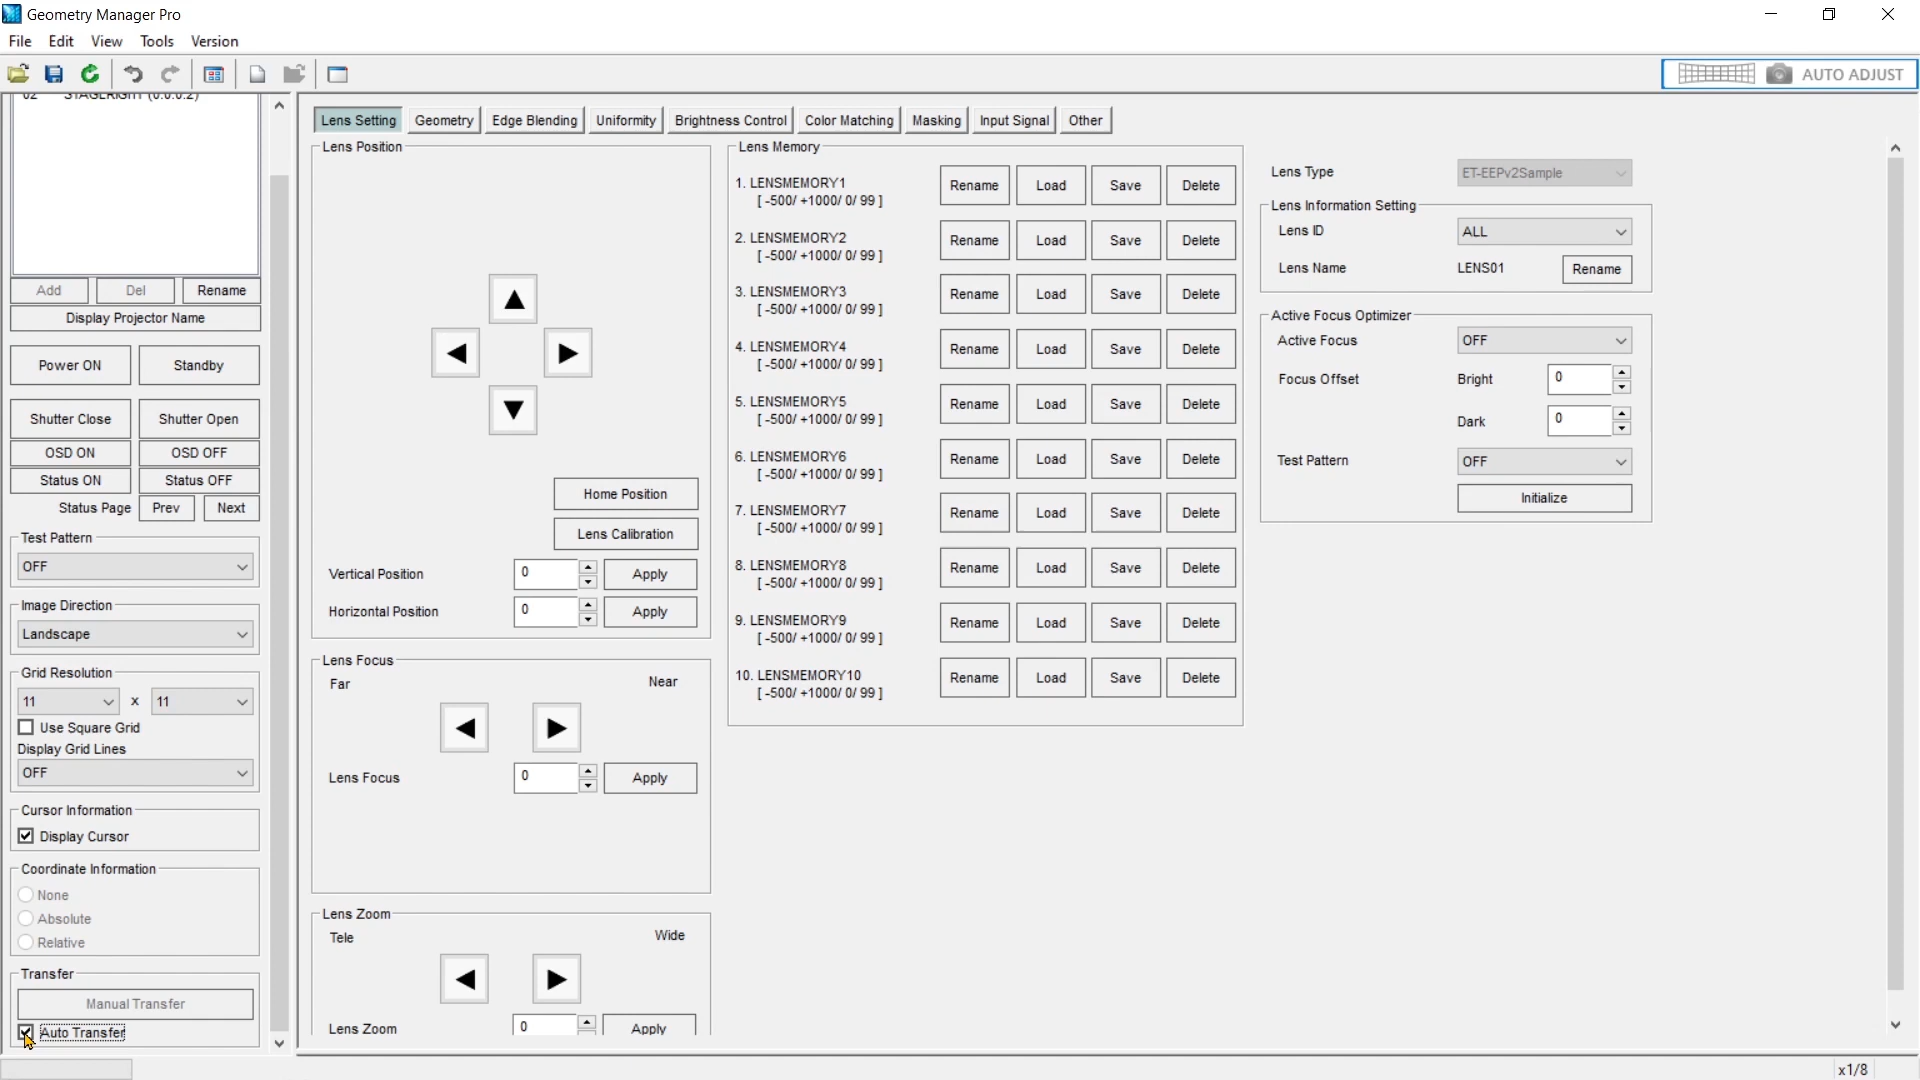 Geometry Manager Pro
File Edit View Tools Version
AUTO ADJUST
02 STAGERIGHT (0.0.0.2)
Add Del Rename
Display Projector Name
Power ON Standby
Shutter Close Shutter Open
OSD ON OSD OFF
Status ON Status OFF
Status Page Prev Next
Test Pattern
OFF
Image Direction
Landscape
Grid Resolution
11 x 11
Use Square Grid
Display Grid Lines
OFF
Cursor Information
Display Cursor
Coordinate Information
None
Absolute
Relative
Transfer
Manual Transfer
Auto Transfer
Lens Setting Geometry Edge Blending Uniformity Brightness Control Color Matching Masking Input Signal Other
Lens Position
Home Position
Lens Calibration
Vertical Position 0 Apply
Horizontal Position 0 Apply
Lens Focus
Far Near
Lens Focus 0 Apply
Lens Zoom
Tele Wide
Lens Zoom 0 Apply
Lens Memory
1. LENSMEMORY1 Rename Load Save Delete
[ -500/ +1000/ 0/ 99 ]
2. LENSMEMORY2 Rename Load Save Delete
[ -500/ +1000/ 0/ 99 ]
3. LENSMEMORY3 Rename Load Save Delete
[ -500/ +1000/ 0/ 99 ]
4. LENSMEMORY4 Rename Load Save Delete
[ -500/ +1000/ 0/ 99 ]
5. LENSMEMORY5 Rename Load Save Delete
[ -500/ +1000/ 0/ 99 ]
6. LENSMEMORY6 Rename Load Save Delete
[ -500/ +1000/ 0/ 99 ]
7. LENSMEMORY7 Rename Load Save Delete
[ -500/ +1000/ 0/ 99 ]
8. LENSMEMORY8 Rename Load Save Delete
[ -500/ +1000/ 0/ 99 ]
9. LENSMEMORY9 Rename Load Save Delete
[ -500/ +1000/ 0/ 99 ]
10. LENSMEMORY10 Rename Load Save Delete
[ -500/ +1000/ 0/ 99 ]
Lens Type ET-EEPv2Sample
Lens Information Setting
Lens ID ALL
Lens Name LENS01 Rename
Active Focus Optimizer
Active Focus OFF
Focus Offset Bright 0
Dark 0
Test Pattern OFF
Initialize
x1/8